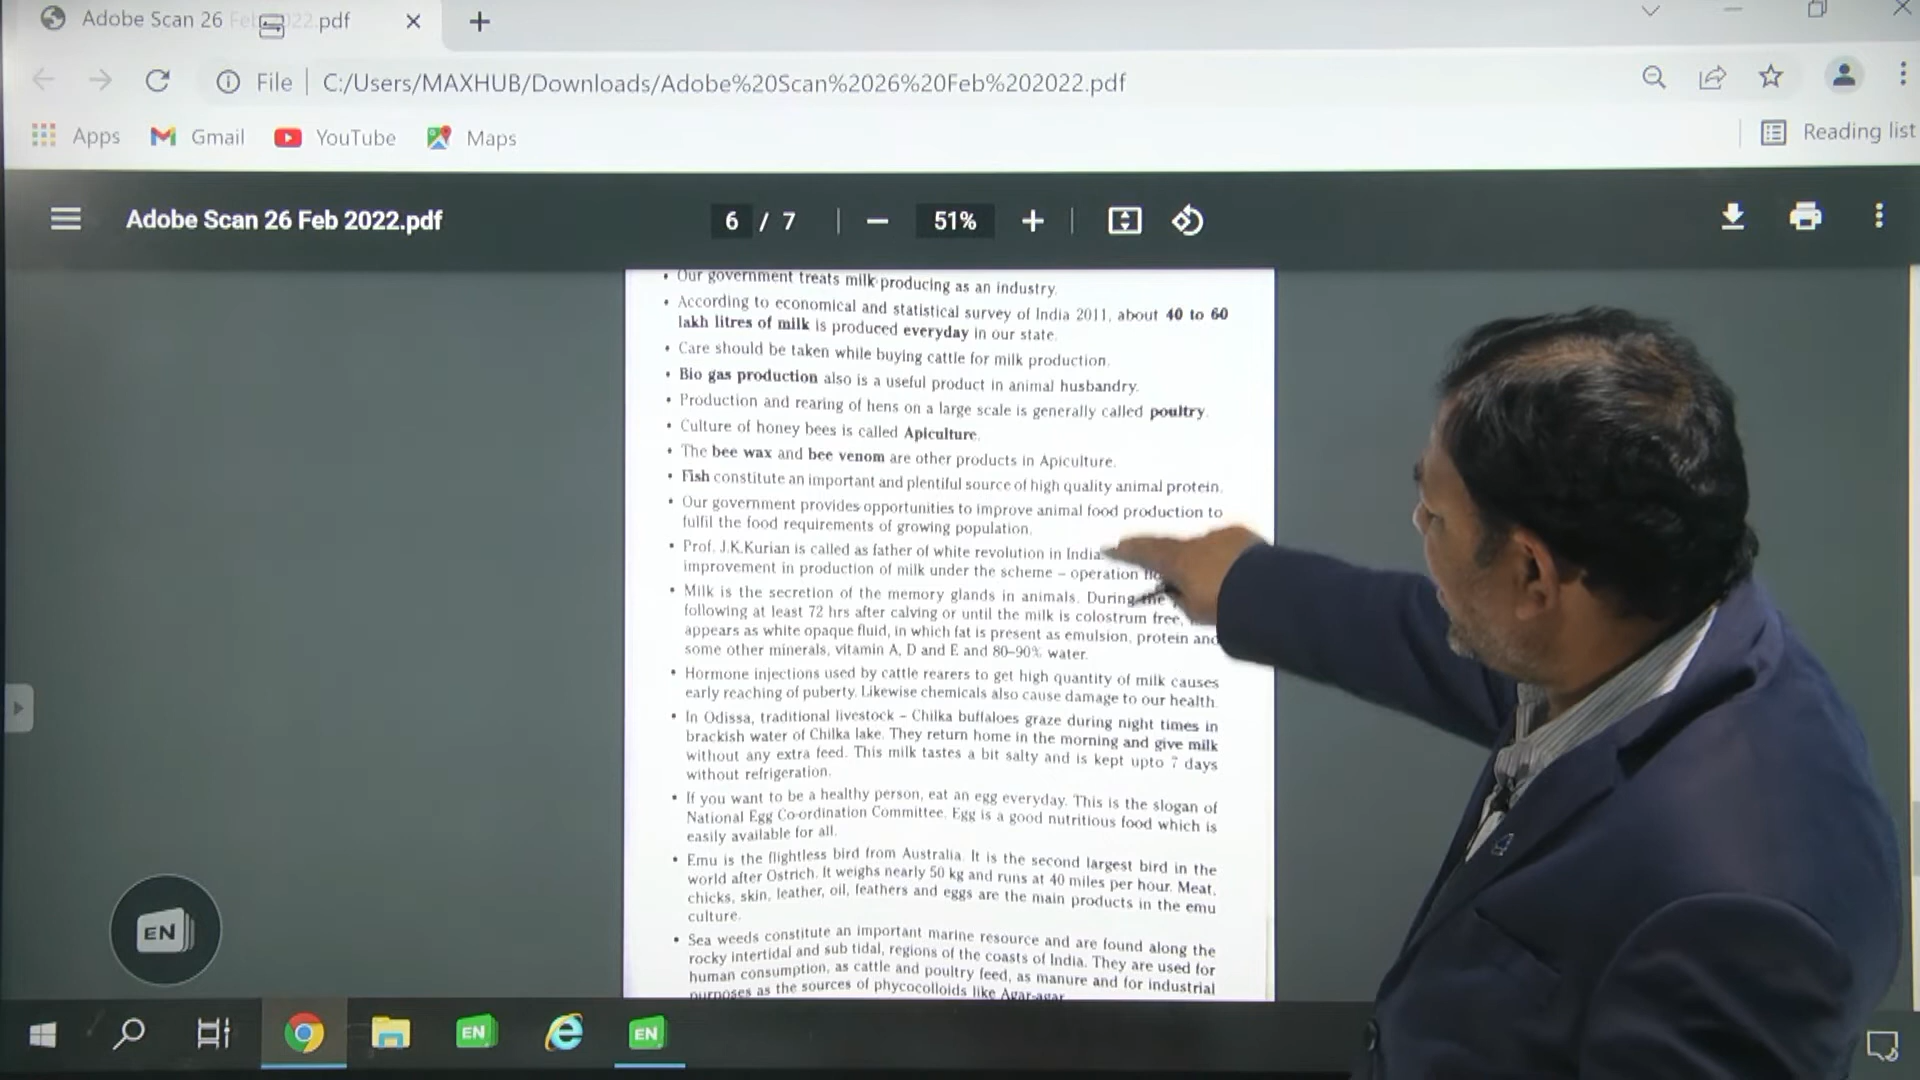 Adobe Scan 26 Feb 2022.pdf
File C:/Users/MAXHUB/Downloads/Adobe%20Scan%2026%20Feb%202022.pdf
Apps Gmail YouTube Maps Reading list
Adobe Scan 26 Feb 2022.pdf 6 / 7 51%
• Our government treats milk producing as an industry.
• According to economical and statistical survey of India 2011, about 40 to 60
lakh litres of milk is produced everyday in our state.
• Care should be taken while buying cattle for milk production.
• Bio gas production also is a useful product in animal husbandry.
• Production and rearing of hens on a large scale is generally called poultry.
• Culture of honey bees is called Apiculture.
• The bee wax and bee venom are other products in Apiculture.
• Fish constitute an important and plentiful source of high quality animal protein.
• Our government provides opportunities to improve animal food production to
fulfil the food requirements of growing population.
• Prof. J.K.Kurian is called as father of white revolution in India.
improvement in production of milk under the scheme – operation
• Milk is the secretion of the memory glands in animals. During the
following at least 72 hrs after calving or until the milk is colostrum free,
appears as white opaque fluid, in which fat is present as emulsion, protein and
some other minerals, vitamin A, D and E and 80–90% water.
• Hormone injections used by cattle rearers to get high quantity of milk causes
early reaching of puberty. Likewise chemicals also cause damage to our health.
• In Odissa, traditional livestock – Chilka buffaloes graze during night times in
brackish water of Chilka lake. They return home in the morning and give milk
without any extra feed. This milk tastes a bit salty and is kept upto 7 days
without refrigeration.
• If you want to be a healthy person, eat an egg everyday. This is the slogan of
National Egg Co-ordination Committee. Egg is a good nutritious food which is
easily available for all.
• Emu is the flightless bird from Australia. It is the second largest bird in the
world after Ostrich. It weighs nearly 50 kg and runs at 40 miles per hour. Meat,
chicks, skin, leather, oil, feathers and eggs are the main products in the emu
culture.
• Sea weeds constitute an important marine resource and are found along the
rocky intertidal and sub tidal, regions of the coasts of India. They are used for
human consumption, as cattle and poultry feed, as manure and for industrial
purposes as the sources of phycocolloids like Agar-agar
EN
EN EN